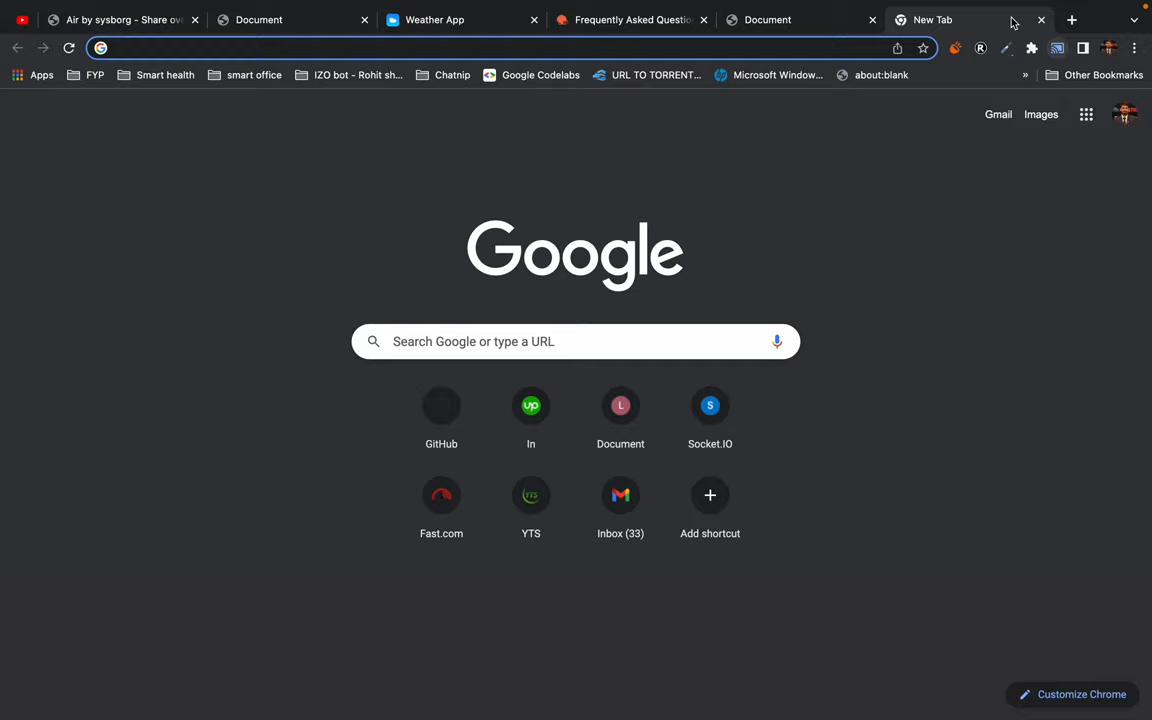 Air by sysborg - Share ove
Document
Weather App
Frequently Asked Questio
Document
New Tab
Apps
FYP
Smart health
smart office
IZO bot - Rohit sh...
Chatnip
Google Codelabs
URL TO TORRENT...
Microsoft Window...
about:blank
»
Other Bookmarks
Gmail
Images
Google
Search Google or type a URL
up
L
S
GitHub
In
Document
Socket.IO
YTS
Fast.com
YTS
Inbox (33)
Add shortcut
Customize Chrome